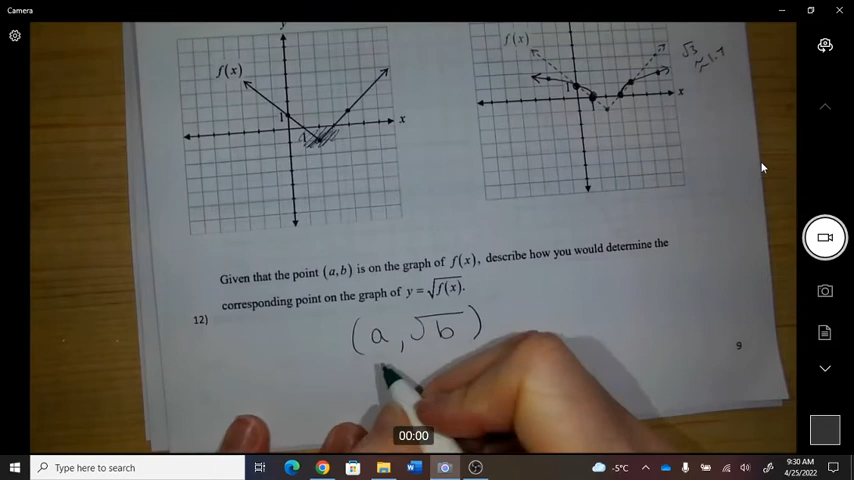 Camera
y
f(x)
1
x
f(x)
1
x
√3
≈1.7
Given that the point (a,b) is on the graph of f(x), describe how you would determine the
corresponding point on the graph of y = √f(x).
12)
(a, √b)
9
00:00
Type here to search
-5°C
9:30 AM
4/25/2022